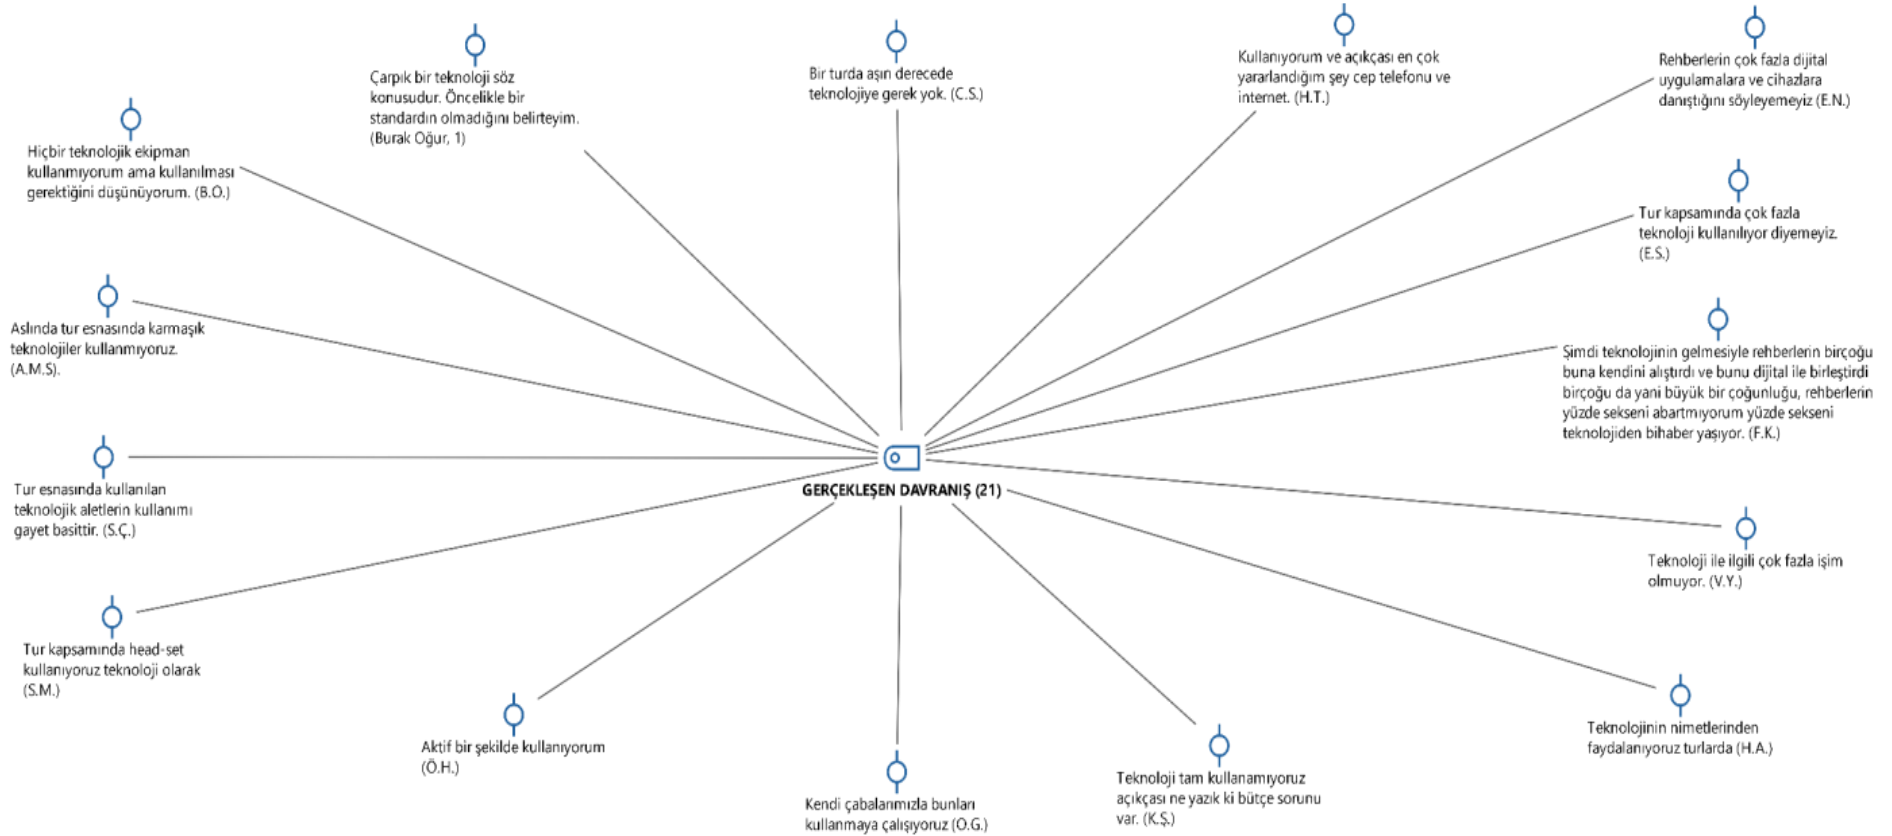 Çarpık bir teknoloji söz
konusudur. Öncelikle bir
standardın olmadığını belirteyim.
(Burak Oğur, 1)
Bir turda aşırı derecede
teknolojiye gerek yok. (C.S.)
Kullanıyorum ve açıkçası en çok
yararlandığım şey cep telefonu ve
internet. (H.T.)
Rehberlerin çok fazla dijital
uygulamalara ve cihazlara
danıştığını söyleyemeyiz (E.N.)
Hiçbir teknolojik ekipman
kullanmıyorum ama kullanılması
gerektiğini düşünüyorum. (B.O.)
Tur kapsamında çok fazla
teknoloji kullanılıyor diyemeyiz.
(E.S.)
Aslında tur esnasında karmaşık
teknolojiler kullanmıyoruz.
(A.M.S).
Şimdi teknolojinin gelmesiyle rehberlerin birçoğu
buna kendini alıştırdı ve bunu dijital ile birleştirdi
birçoğu da yani büyük bir çoğunluğu, rehberlerin
yüzde sekseni abartmıyorum yüzde sekseni
teknolojiden bihaber yaşıyor. (F.K.)
Tur esnasında kullanılan
teknolojik aletlerin kullanımı
gayet basittir. (S.Ç.)
GERÇEKLEŞEN DAVRANIŞ (21)
Teknoloji ile ilgili çok fazla işim
olmuyor. (V.Y.)
Tur kapsamında head-set
kullanıyoruz teknoloji olarak
(S.M.)
Aktif bir şekilde kullanıyorum
(Ö.H.)
Kendi çabalarımızla bunları
kullanmaya çalışıyoruz (O.G.)
Teknoloji tam kullanamıyoruz
açıkçası ne yazık ki bütçe sorunu
var. (K.Ş.)
Teknolojinin nimetlerinden
faydalanıyoruz turlarda (H.A.)